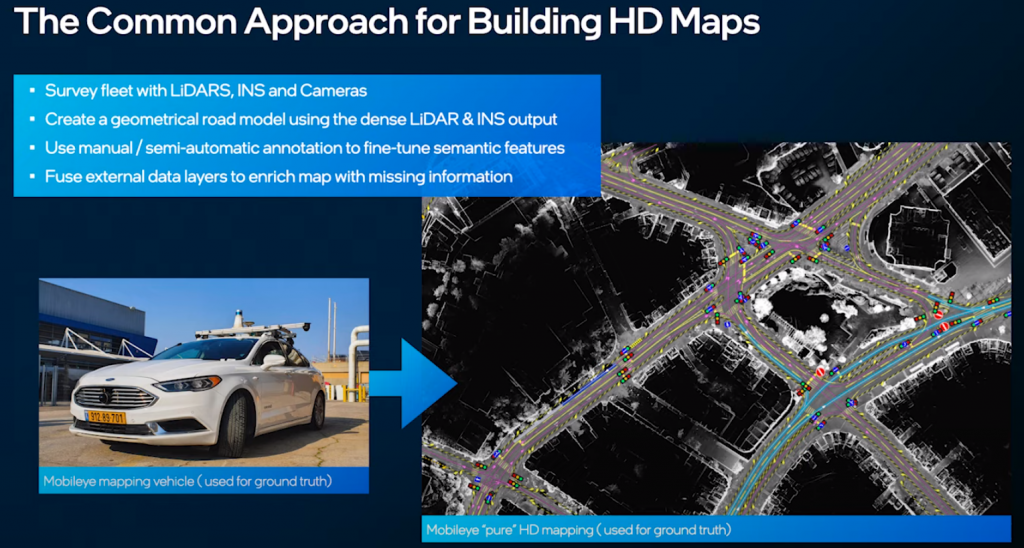 The Common Approach for Building HD Maps
▪ Survey fleet with LiDARS, INS and Cameras
▪ Create a geometrical road model using the dense LiDAR & INS output
▪ Use manual / semi-automatic annotation to fine-tune semantic features
▪ Fuse external data layers to enrich map with missing information
912 89 701
Mobileye mapping vehicle ( used for ground truth)
Mobileye “pure” HD mapping ( used for ground truth)